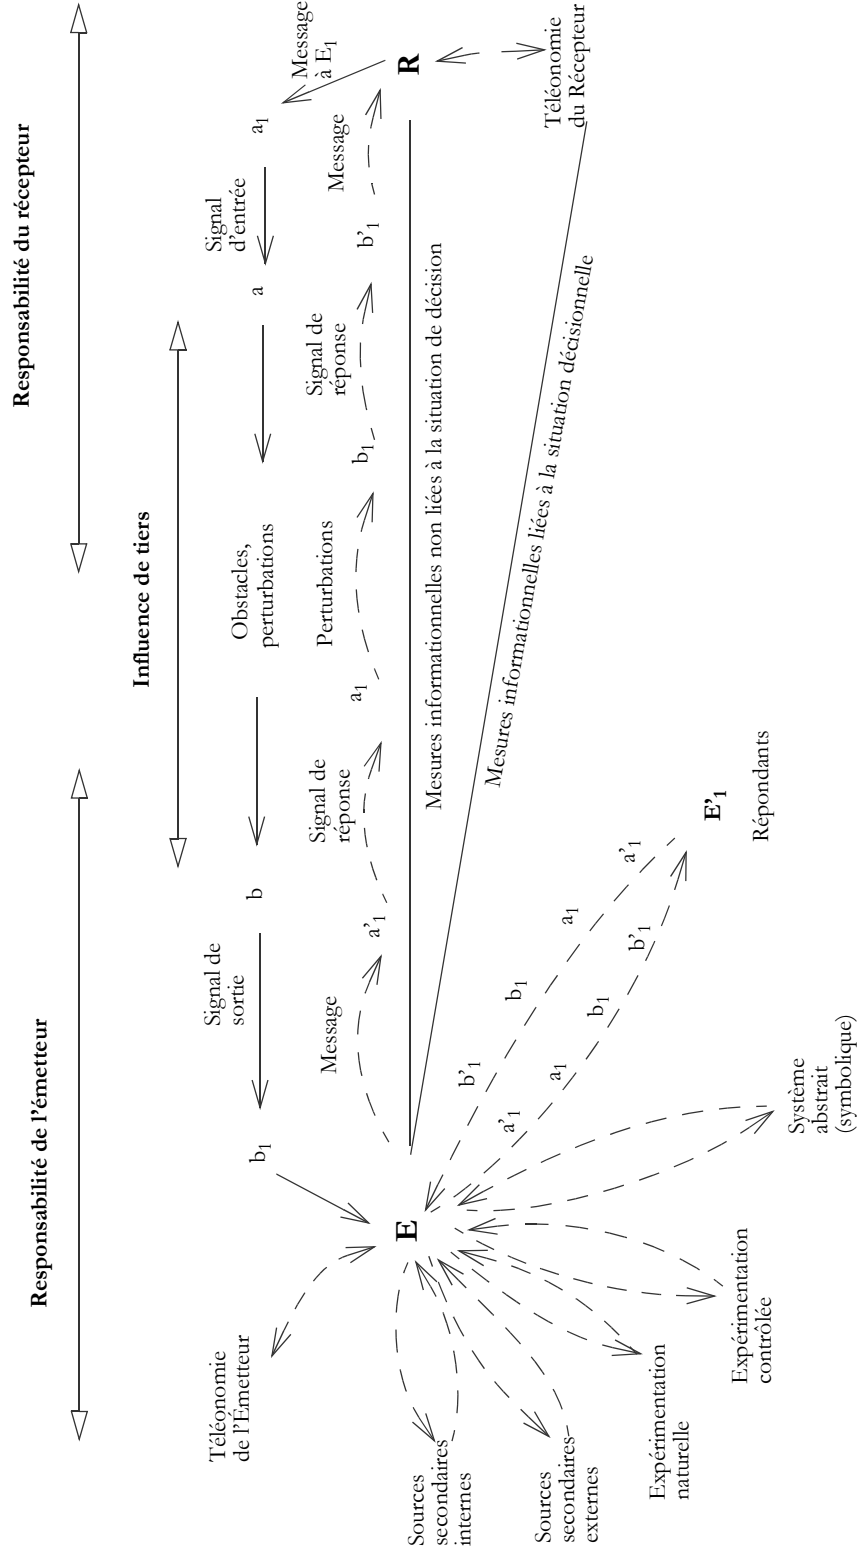 Responsabilité de l'émetteur
Responsabilité du récepteur
Influence de tiers
Téléonomie
de l'Émetteur
b₁
Signal de
sortie
b
Obstacles,
perturbations
a
Signal
d'entrée
a₁
Message
à E₁
Message
a'₁
Signal de
réponse
a₁
Perturbations
b₁
Signal de
réponse
b'₁
Message
E
R
Mesures informationnelles non liées à la situation de décision
Mesures informationnelles liées à la situation décisionnelle
Téléonomie
du Récepteur
b'₁
b₁
a₁
a'₁
a'₁
a₁
b₁
b'₁
E'₁
Répondants
Sources
secondaires
internes
Sources
secondaires
externes
Expérimentation
naturelle
Expérimentation
contrôlée
Système
abstrait
(symbolique)